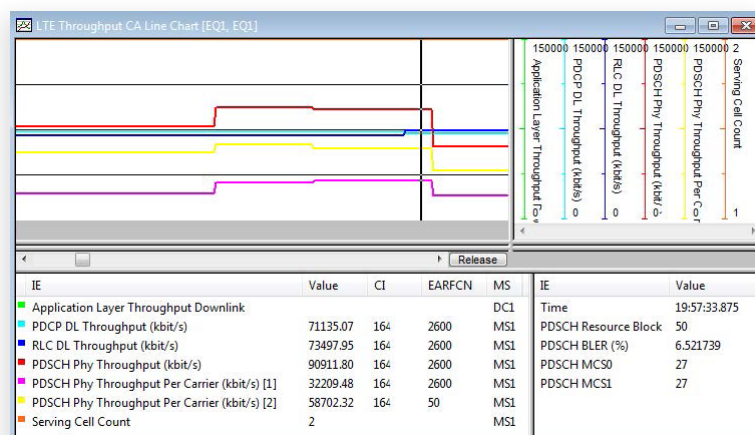 LTE Throughput CA Line Chart [EQ1, EQ1]
150000 150000 150000 150000 150000 2
Application Layer Throughput Do
PDCP DL Throughput (kbit/s) 0
RLC DL Throughput (kbit/s) 0
PDSCH Phy Throughput (kbit/ 0
PDSCH Phy Throughput Per
Serving Cell Count
1
Release
IE Value CI EARFCN MS
Application Layer Throughput Downlink DC1
PDCP DL Throughput (kbit/s) 71135.07 164 2600 MS1
RLC DL Throughput (kbit/s) 73497.95 164 2600 MS1
PDSCH Phy Throughput (kbit/s) 90911.80 164 2600 MS1
PDSCH Phy Throughput Per Carrier (kbit/s) [1] 32209.48 164 2600 MS1
PDSCH Phy Throughput Per Carrier (kbit/s) [2] 58702.32 164 50 MS1
Serving Cell Count 2 MS1
IE Value
Time 19:57:33.875
PDSCH Resource Block 50
PDSCH BLER (%) 6.521739
PDSCH MCS0 27
PDSCH MCS1 27